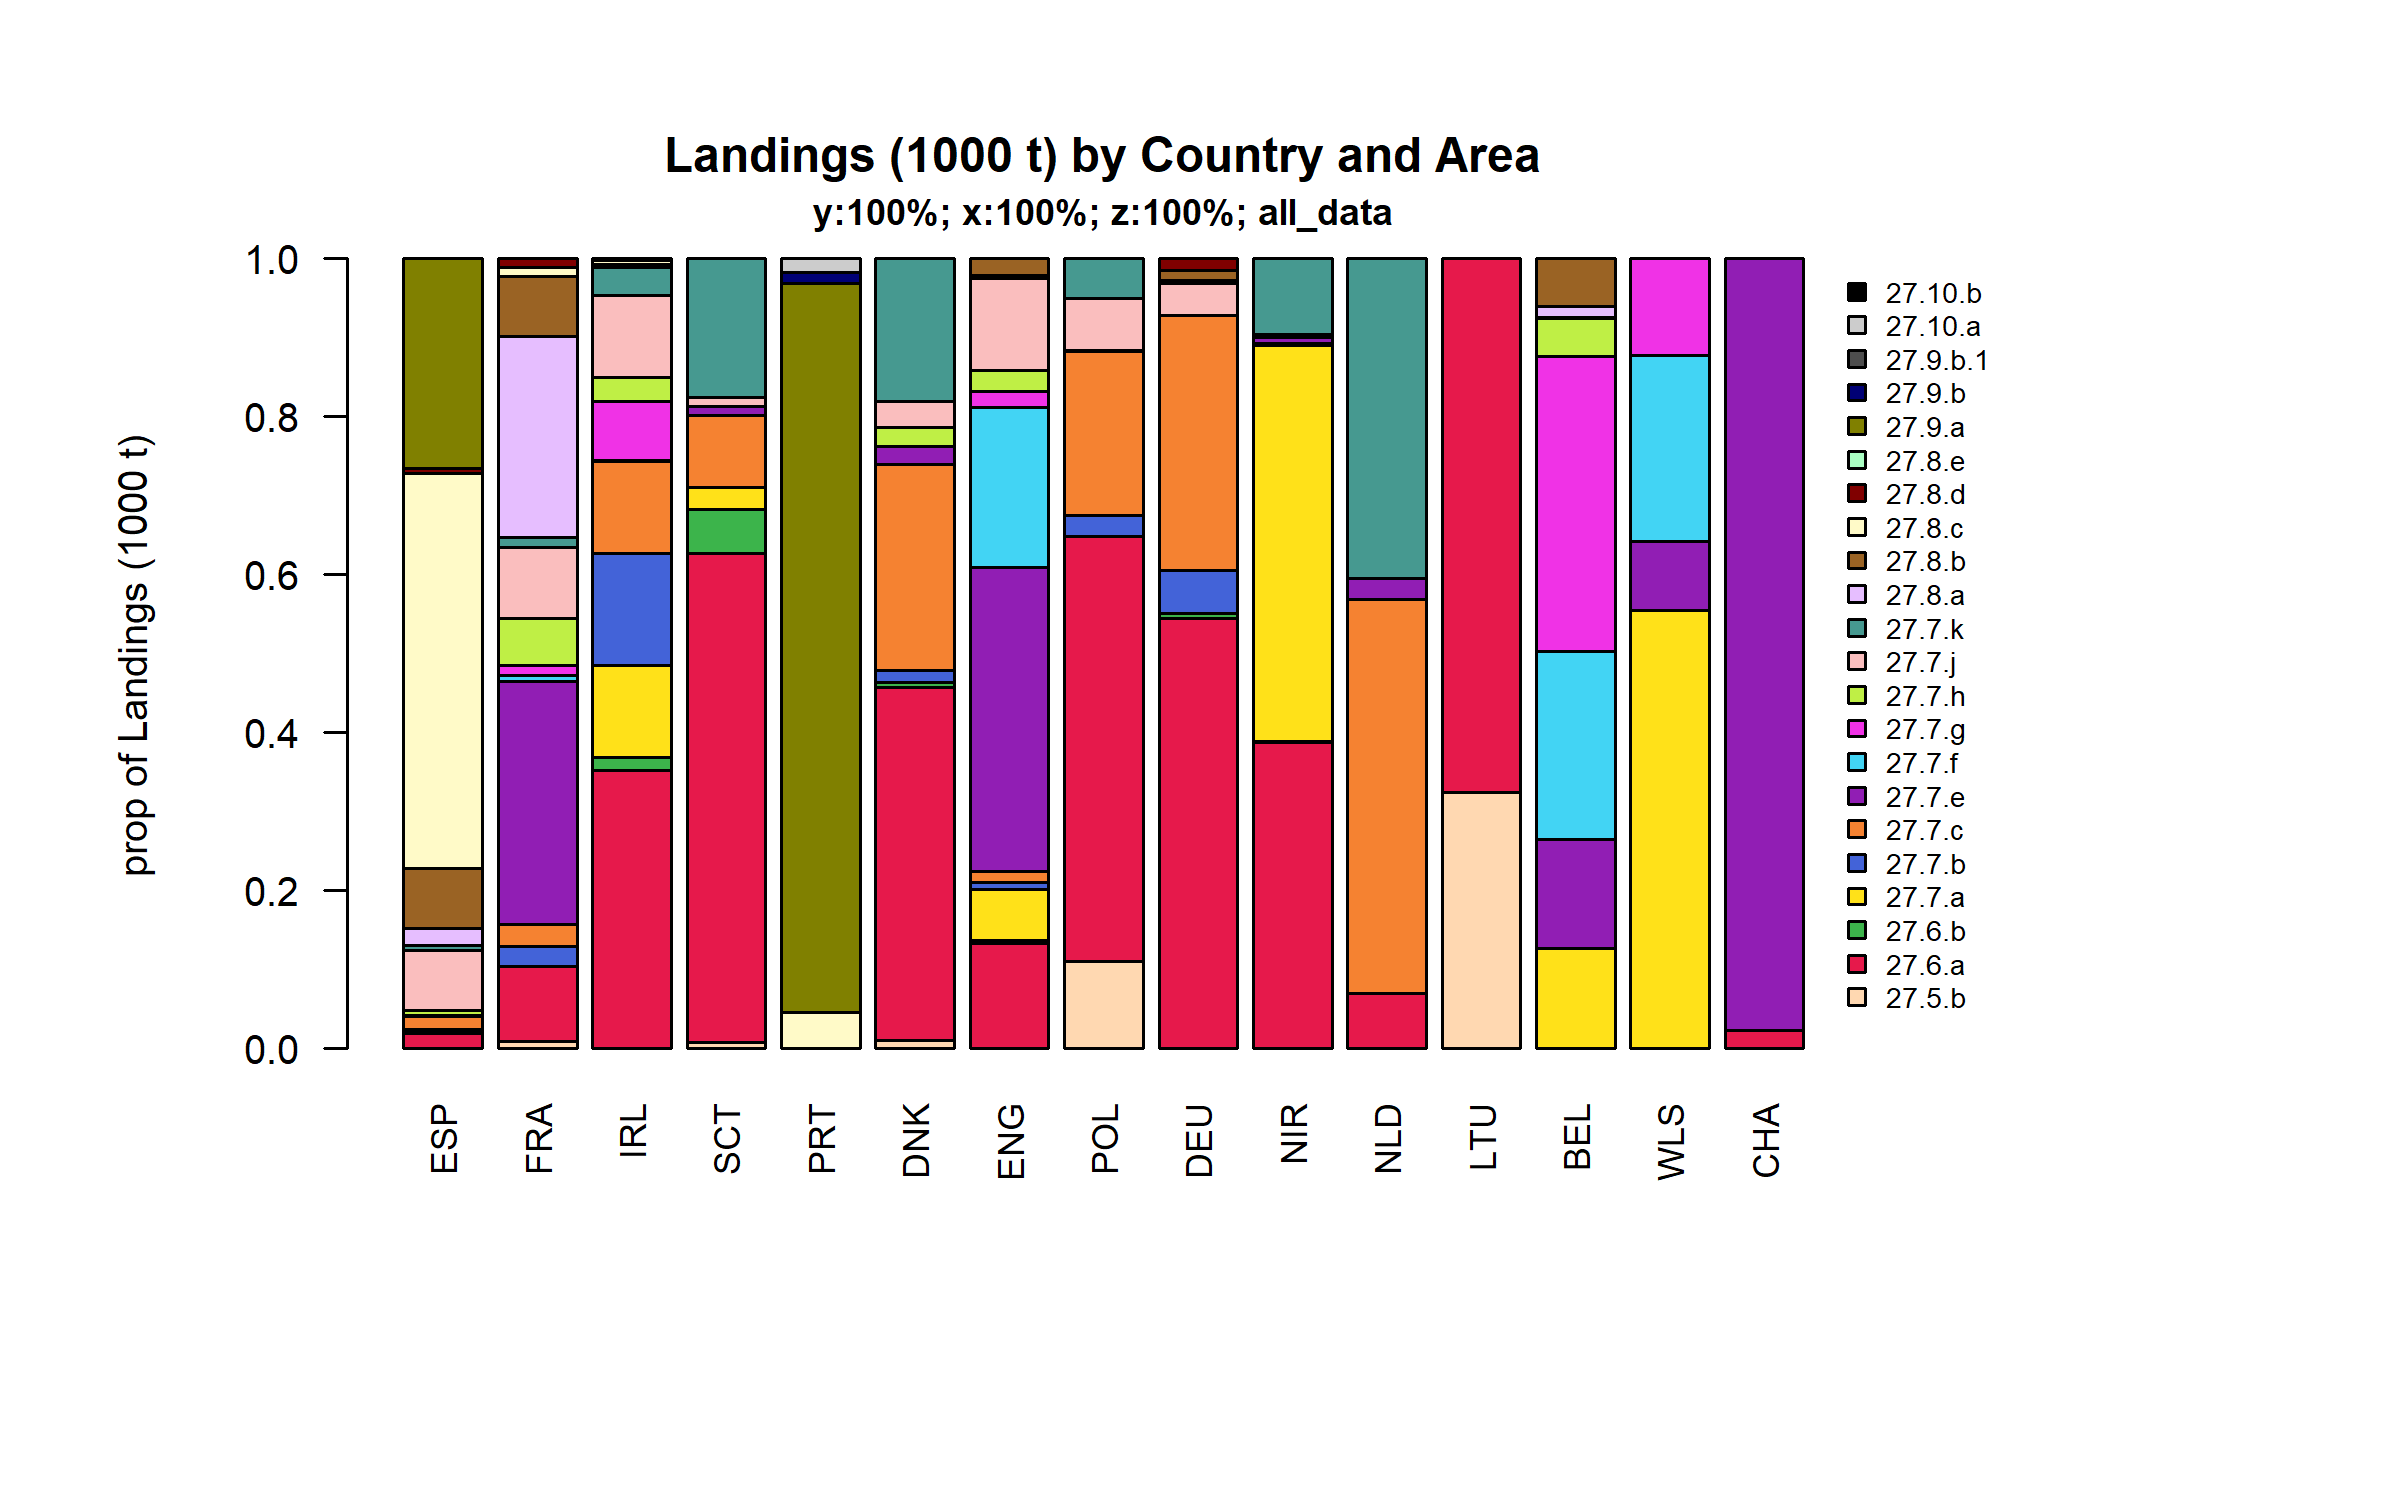 Landings (1000 t) by Country and Area
y:100%; x:100%; z:100%; all_data
prop of Landings (1000 t)
1.0
0.8
0.6
0.4
0.2
0.0
ESP
FRA
IRL
SCT
PRT
DNK
ENG
POL
DEU
NIR
NLD
LTU
BEL
WLS
CHA
27.10.b
27.10.a
27.9.b.1
27.9.b
27.9.a
27.8.e
27.8.d
27.8.c
27.8.b
27.8.a
27.7.k
27.7.j
27.7.h
27.7.g
27.7.f
27.7.e
27.7.c
27.7.b
27.7.a
27.6.b
27.6.a
27.5.b